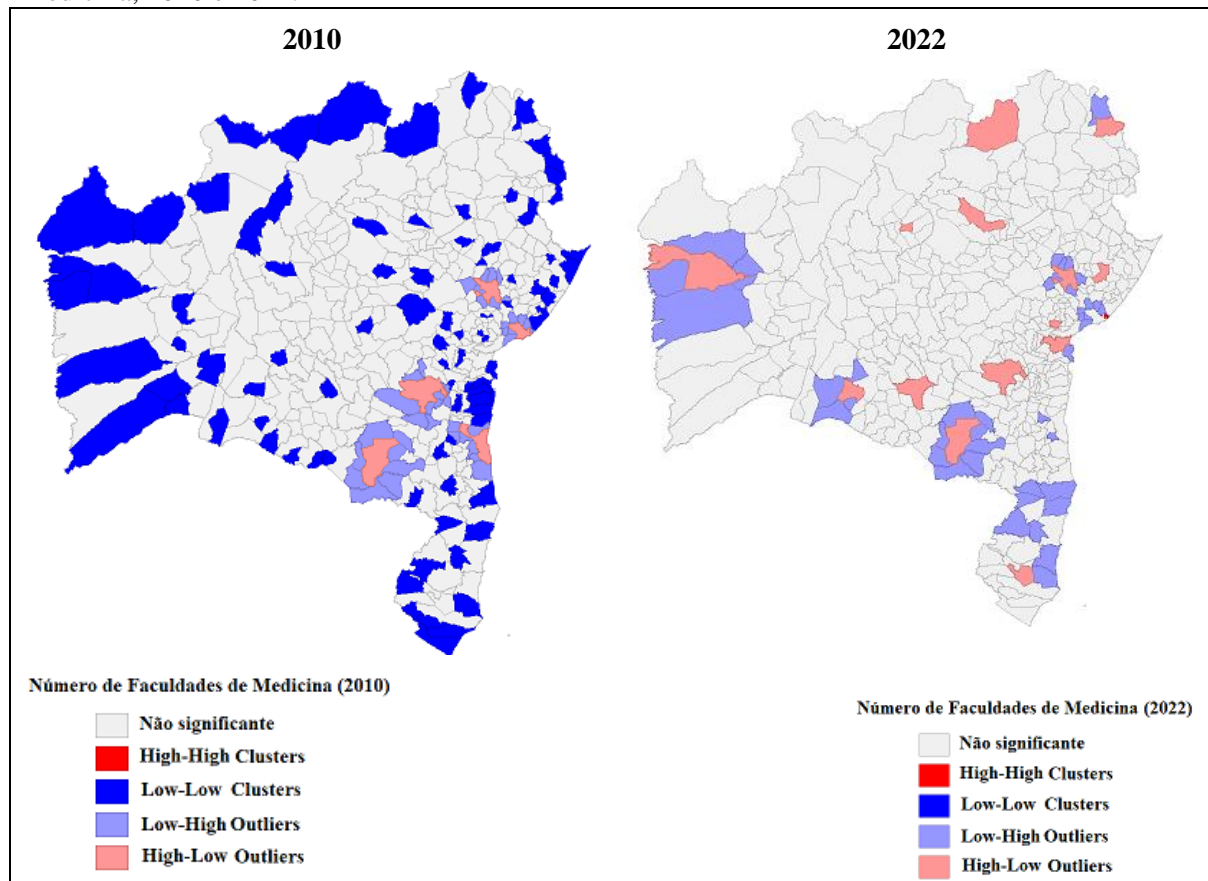 2010
2022
Número de Faculdades de Medicina (2010)
Não significante
High-High Clusters
Low-Low Clusters
Low-High Outliers
High-Low Outliers
Número de Faculdades de Medicina (2022)
Não significante
High-High Clusters
Low-Low Clusters
Low-High Outliers
High-Low Outliers